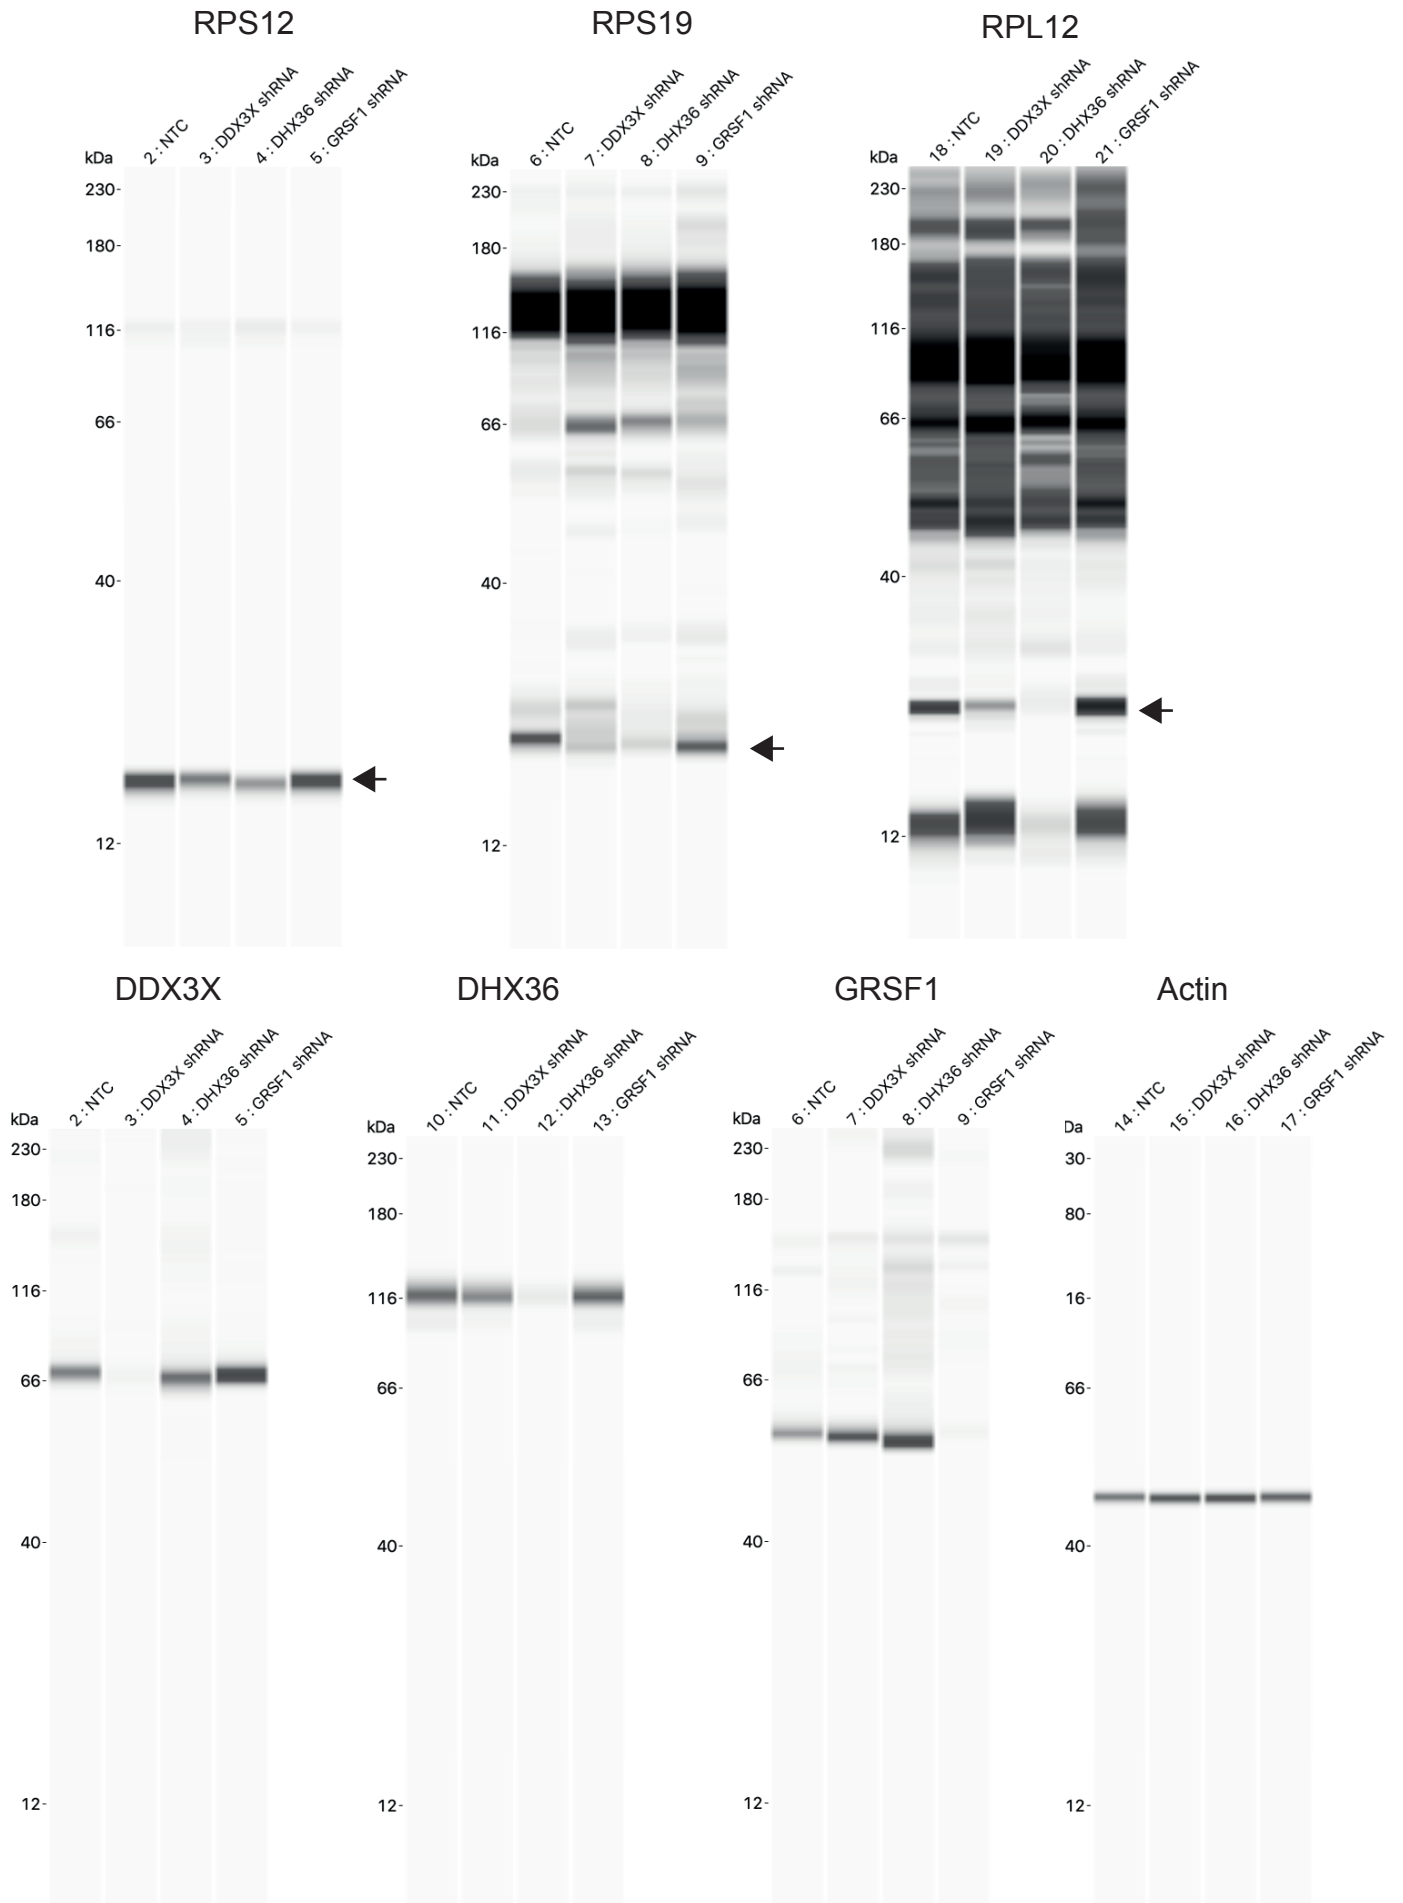 RPS12
2 : NTC
3 : DDX3X shRNA
4 : DHX36 shRNA
5 : GRSF1 shRNA
kDa
230-
180-
116-
66-
40-
12-
RPS19
6 : NTC
7 : DDX3X shRNA
8 : DHX36 shRNA
9 : GRSF1 shRNA
kDa
230-
180-
116-
66-
40-
12-
RPL12
18 : NTC
19 : DDX3X shRNA
20 : DHX36 shRNA
21 : GRSF1 shRNA
kDa
230-
180-
116-
66-
40-
12-
DDX3X
2 : NTC
3 : DDX3X shRNA
4 : DHX36 shRNA
5 : GRSF1 shRNA
kDa
230-
180-
116-
66-
40-
12-
DHX36
10 : NTC
11 : DDX3X shRNA
12 : DHX36 shRNA
13 : GRSF1 shRNA
kDa
230-
180-
116-
66-
40-
12-
GRSF1
6 : NTC
7 : DDX3X shRNA
8 : DHX36 shRNA
9 : GRSF1 shRNA
kDa
230-
180-
116-
66-
40-
12-
Actin
14 : NTC
15 : DDX3X shRNA
16 : DHX36 shRNA
17 : GRSF1 shRNA
Da
30-
80-
16-
66-
40-
12-